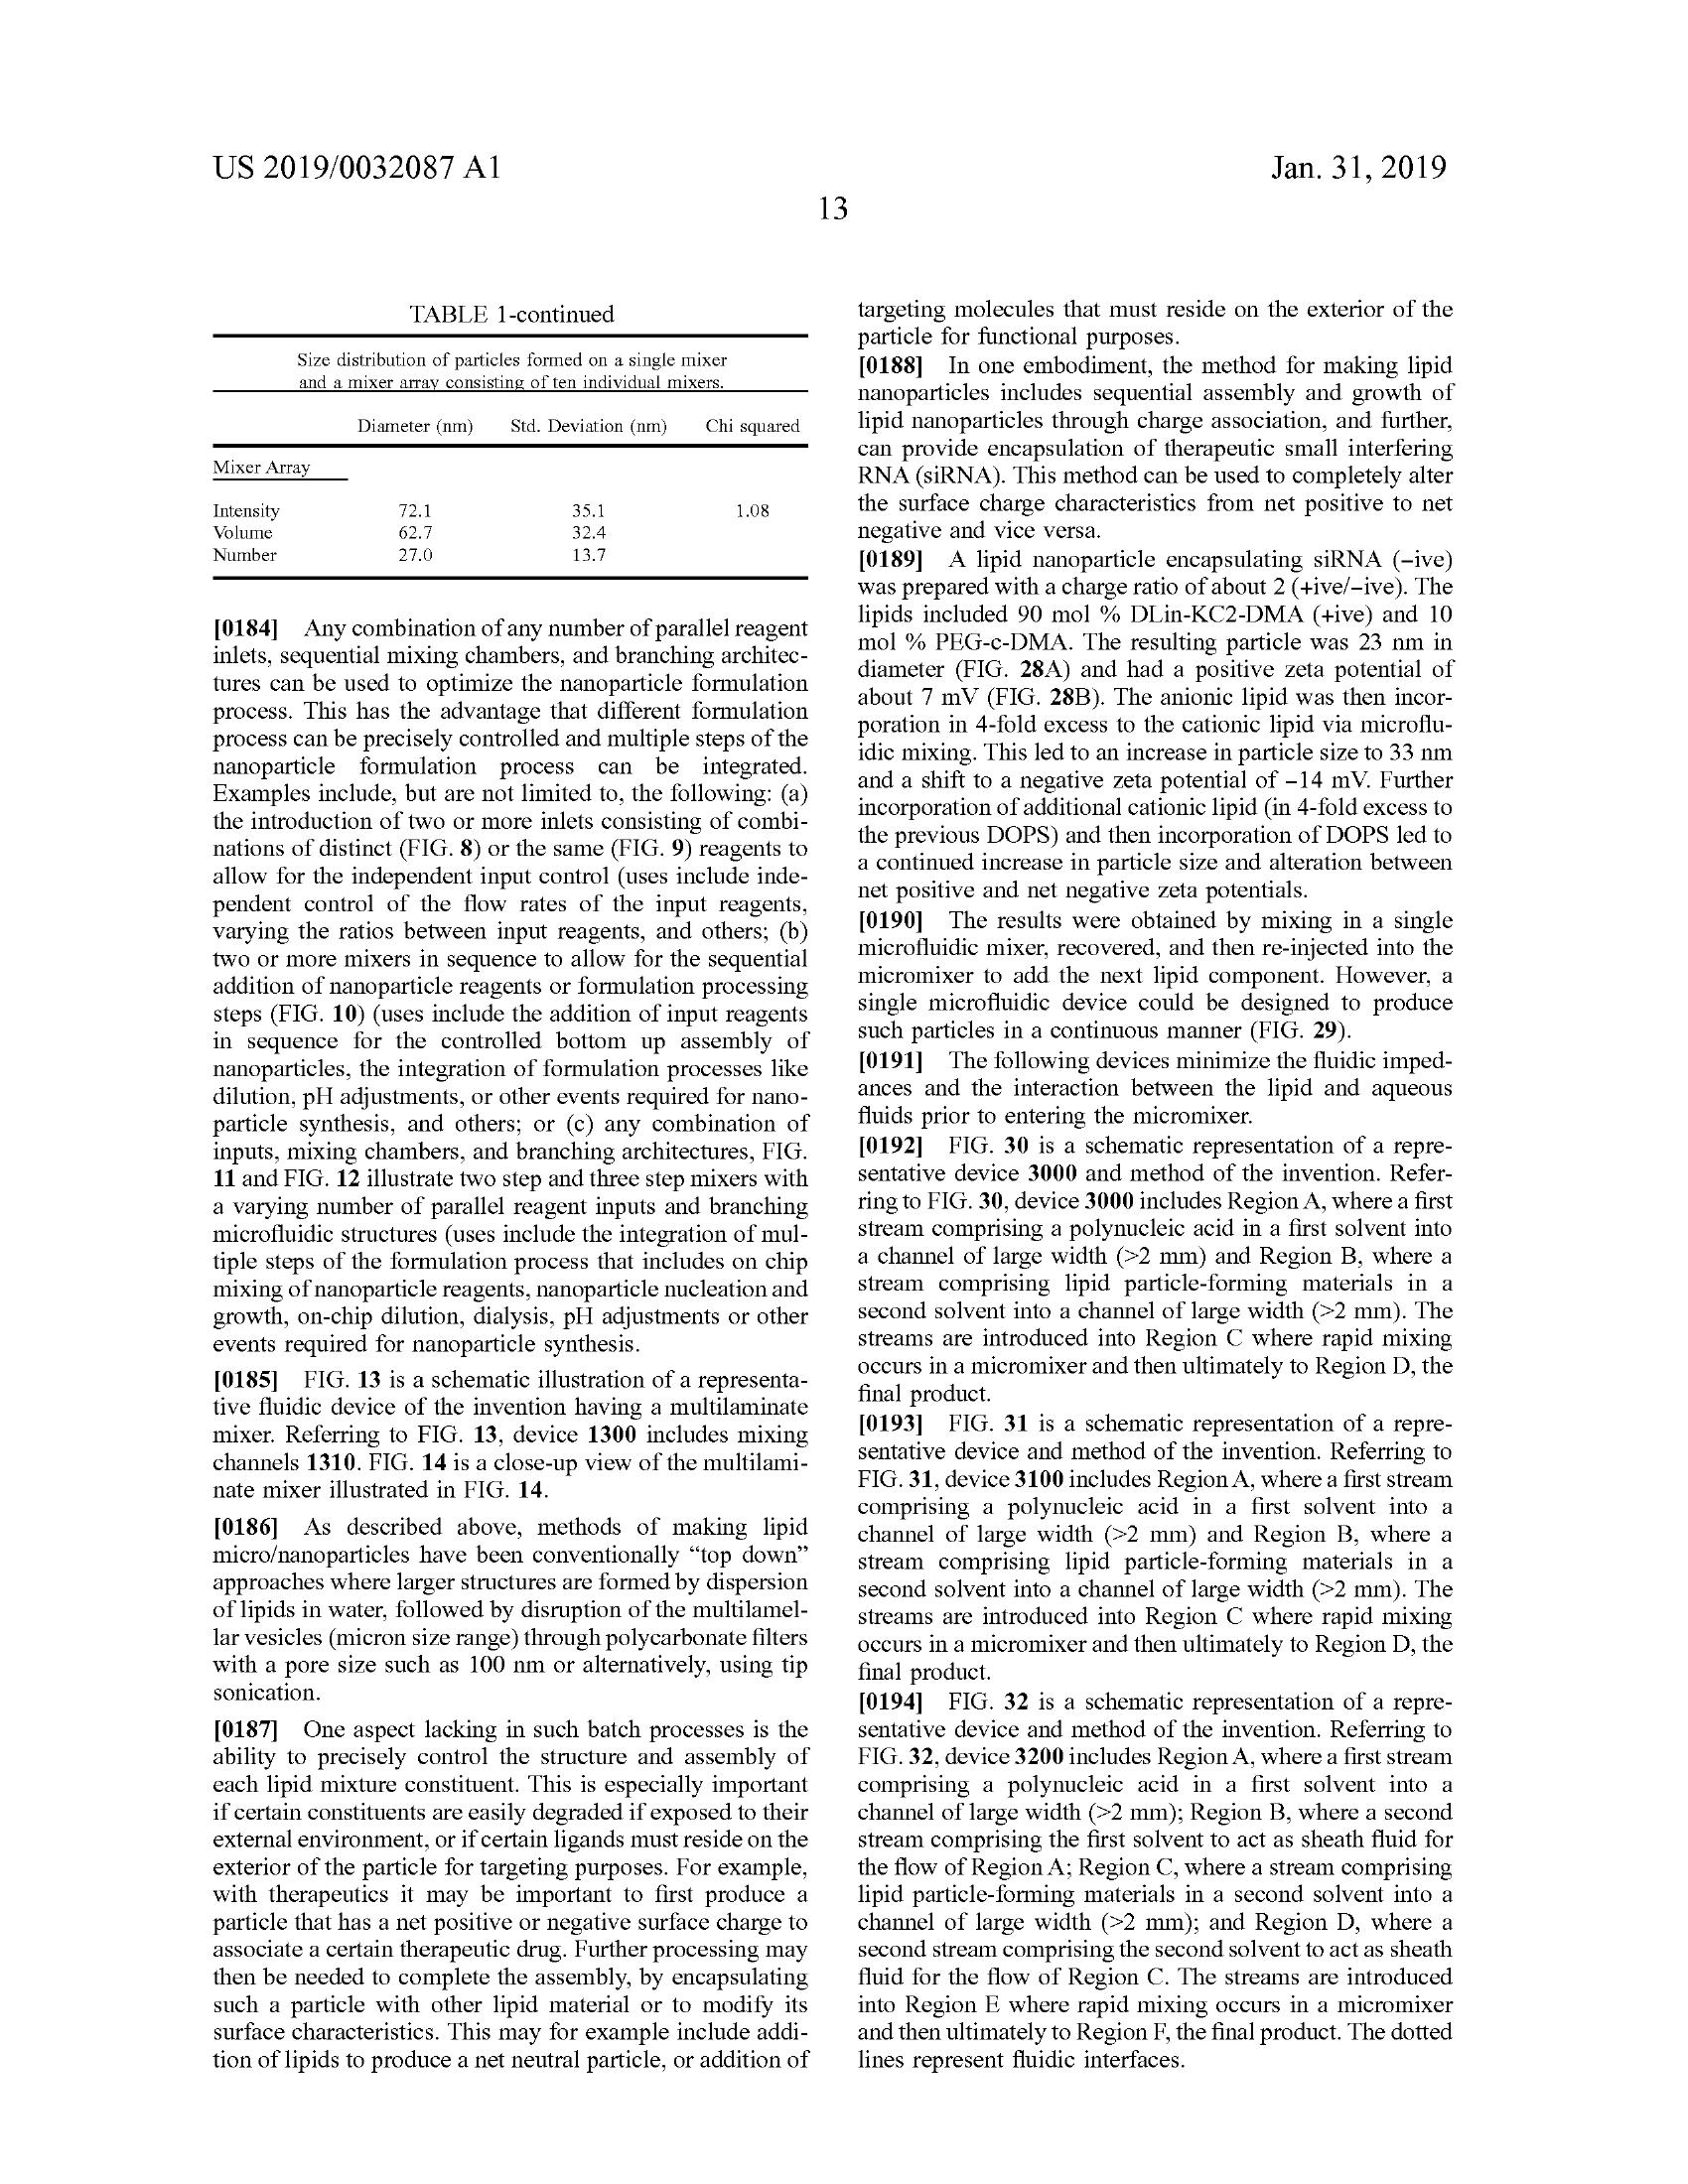 US 2019/0032087 A1
Jan. 31, 2019
13
TABLE 1-continued
Size distribution of particles formed on a single mixer
and a mixer array consisting of ten individual mixers.
Diameter (nm) Std. Deviation (nm) Chi squared
Mixer Array
Intensity 72.1 35.1 1.08
Volume 62.7 32.4
Number 27.0 13.7
[0184] Any combination of any number of parallel reagent
inlets, sequential mixing chambers, and branching architec-
tures can be used to optimize the nanoparticle formulation
process. This has the advantage that different formulation
process can be precisely controlled and multiple steps of the
nanoparticle formulation process can be integrated.
Examples include, but are not limited to, the following: (a)
the introduction of two or more inlets consisting of combi-
nations of distinct (FIG. 8) or the same (FIG. 9) reagents to
allow for the independent input control (uses include inde-
pendent control of the flow rates of the input reagents,
varying the ratios between input reagents, and others; (b)
two or more mixers in sequence to allow for the sequential
addition of nanoparticle reagents or formulation processing
steps (FIG. 10) (uses include the addition of input reagents
in sequence for the controlled bottom up assembly of
nanoparticles, the integration of formulation processes like
dilution, pH adjustments, or other events required for nano-
particle synthesis, and others; or (c) any combination of
inputs, mixing chambers, and branching architectures, FIG.
11 and FIG. 12 illustrate two step and three step mixers with
a varying number of parallel reagent inputs and branching
microfluidic structures (uses include the integration of mul-
tiple steps of the formulation process that includes on chip
mixing of nanoparticle reagents, nanoparticle nucleation and
growth, on-chip dilution, dialysis, pH adjustments or other
events required for nanoparticle synthesis.
[0185] FIG. 13 is a schematic illustration of a representa-
tive fluidic device of the invention having a multilaminate
mixer. Referring to FIG. 13, device 1300 includes mixing
channels 1310. FIG. 14 is a close-up view of the multilami-
nate mixer illustrated in FIG. 14.
[0186] As described above, methods of making lipid
micro/nanoparticles have been conventionally “top down”
approaches where larger structures are formed by dispersion
of lipids in water, followed by disruption of the multilamel-
lar vesicles (micron size range) through polycarbonate filters
with a pore size such as 100 nm or alternatively, using tip
sonication.
[0187] One aspect lacking in such batch processes is the
ability to precisely control the structure and assembly of
each lipid mixture constituent. This is especially important
if certain constituents are easily degraded if exposed to their
external environment, or if certain ligands must reside on the
exterior of the particle for targeting purposes. For example,
with therapeutics it may be important to first produce a
particle that has a net positive or negative surface charge to
associate a certain therapeutic drug. Further processing may
then be needed to complete the assembly, by encapsulating
such a particle with other lipid material or to modify its
surface characteristics. This may for example include addi-
tion of lipids to produce a net neutral particle, or addition of
targeting molecules that must reside on the exterior of the
particle for functional purposes.
[0188] In one embodiment, the method for making lipid
nanoparticles includes sequential assembly and growth of
lipid nanoparticles through charge association, and further,
can provide encapsulation of therapeutic small interfering
RNA (siRNA). This method can be used to completely alter
the surface charge characteristics from net positive to net
negative and vice versa.
[0189] A lipid nanoparticle encapsulating siRNA (–ive)
was prepared with a charge ratio of about 2 (+ive/–ive). The
lipids included 90 mol % DLin-KC2-DMA (+ive) and 10
mol % PEG-c-DMA. The resulting particle was 23 nm in
diameter (FIG. 28A) and had a positive zeta potential of
about 7 mV (FIG. 28B). The anionic lipid was then incor-
poration in 4-fold excess to the cationic lipid via microflu-
idic mixing. This led to an increase in particle size to 33 nm
and a shift to a negative zeta potential of –14 mV. Further
incorporation of additional cationic lipid (in 4-fold excess to
the previous DOPS) and then incorporation of DOPS led to
a continued increase in particle size and alteration between
net positive and net negative zeta potentials.
[0190] The results were obtained by mixing in a single
microfluidic mixer, recovered, and then re-injected into the
micromixer to add the next lipid component. However, a
single microfluidic device could be designed to produce
such particles in a continuous manner (FIG. 29).
[0191] The following devices minimize the fluidic imped-
ances and the interaction between the lipid and aqueous
fluids prior to entering the micromixer.
[0192] FIG. 30 is a schematic representation of a repre-
sentative device 3000 and method of the invention. Refer-
ring to FIG. 30, device 3000 includes Region A, where a first
stream comprising a polynucleic acid in a first solvent into
a channel of large width (>2 mm) and Region B, where a
stream comprising lipid particle-forming materials in a
second solvent into a channel of large width (>2 mm). The
streams are introduced into Region C where rapid mixing
occurs in a micromixer and then ultimately to Region D, the
final product.
[0193] FIG. 31 is a schematic representation of a repre-
sentative device and method of the invention. Referring to
FIG. 31, device 3100 includes Region A, where a first stream
comprising a polynucleic acid in a first solvent into a
channel of large width (>2 mm) and Region B, where a
stream comprising lipid particle-forming materials in a
second solvent into a channel of large width (>2 mm). The
streams are introduced into Region C where rapid mixing
occurs in a micromixer and then ultimately to Region D, the
final product.
[0194] FIG. 32 is a schematic representation of a repre-
sentative device and method of the invention. Referring to
FIG. 32, device 3200 includes Region A, where a first stream
comprising a polynucleic acid in a first solvent into a
channel of large width (>2 mm); Region B, where a second
stream comprising the first solvent to act as sheath fluid for
the flow of Region A; Region C, where a stream comprising
lipid particle-forming materials in a second solvent into a
channel of large width (>2 mm); and Region D, where a
second stream comprising the second solvent to act as sheath
fluid for the flow of Region C. The streams are introduced
into Region E where rapid mixing occurs in a micromixer
and then ultimately to Region F, the final product. The dotted
lines represent fluidic interfaces.